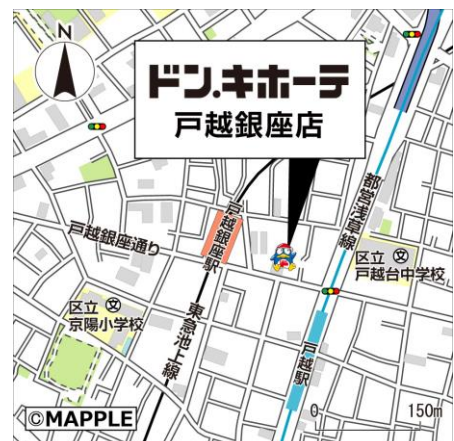 N
ドン.キホーテ
戸越銀座店
都営浅草線
戸越銀座駅
戸越銀座通り
区立
戸越台中学校
区立
京陽小学校
東急池上線
戸越駅
0 150m
©MAPPLE